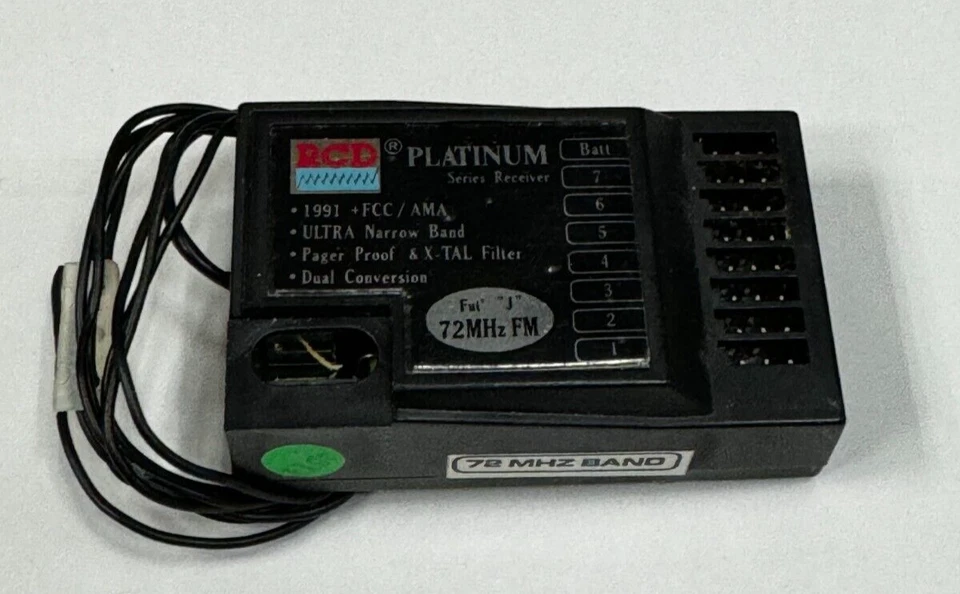 RCD ® PLATINUM
Series Receiver
• 1991 +FCC / AMA
• ULTRA Narrow Band
• Pager Proof & X-TAL Filter
• Dual Conversion
Fut' "J"
72MHz FM
Batt
7
6
5
4
3
2
1
72 MHZ BAND